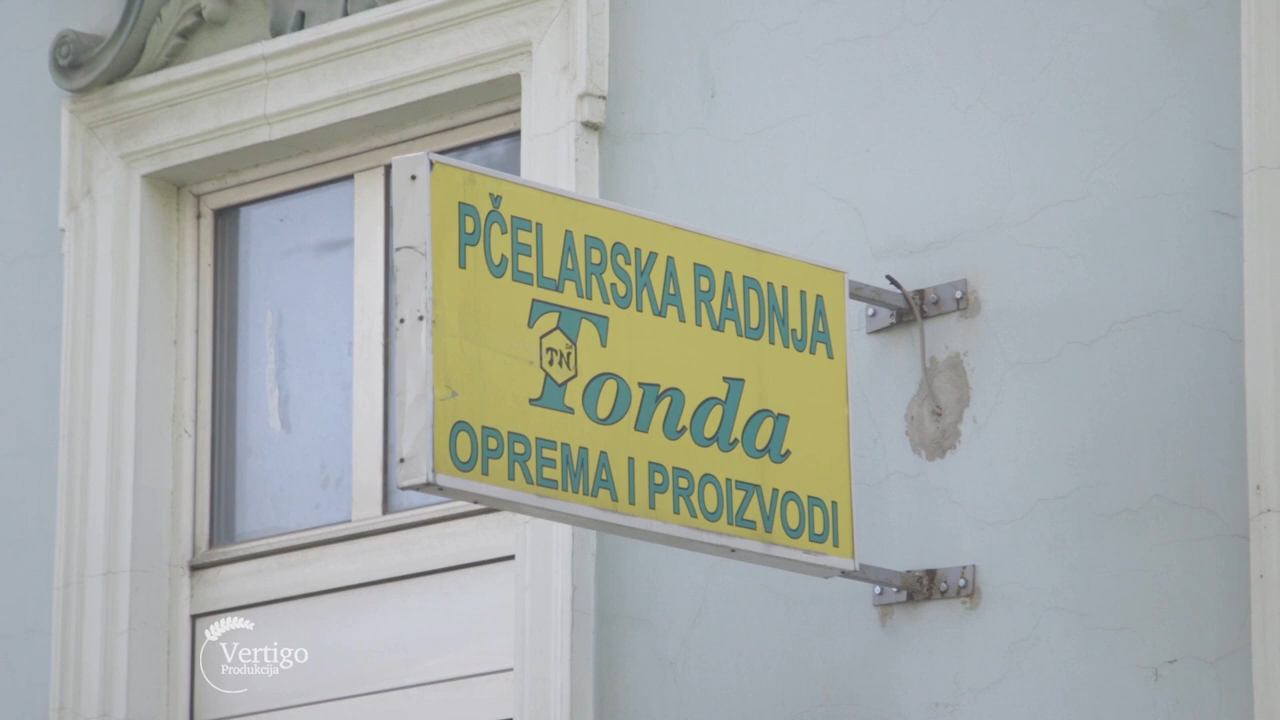 PČELARSKA RADNJA
Tonda
TN
OPREMA I PROIZVODI
Vertigo
Produkcija